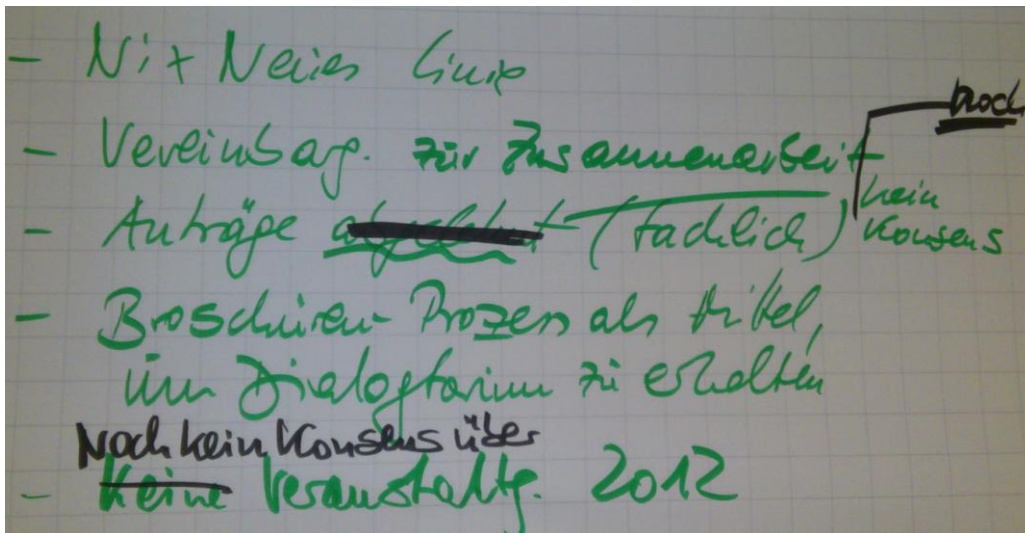 - Nix Neues Linie
noch
- Vereinbarg. zur Zusammenarbeit
- Anträge abgelehnt (fachlich) kein Konsens
- Broschüren-Prozess als Mittel,
um Dialogforum zu erhalten
Noch kein Konsens über
- Keine Veranstaltg. 2012